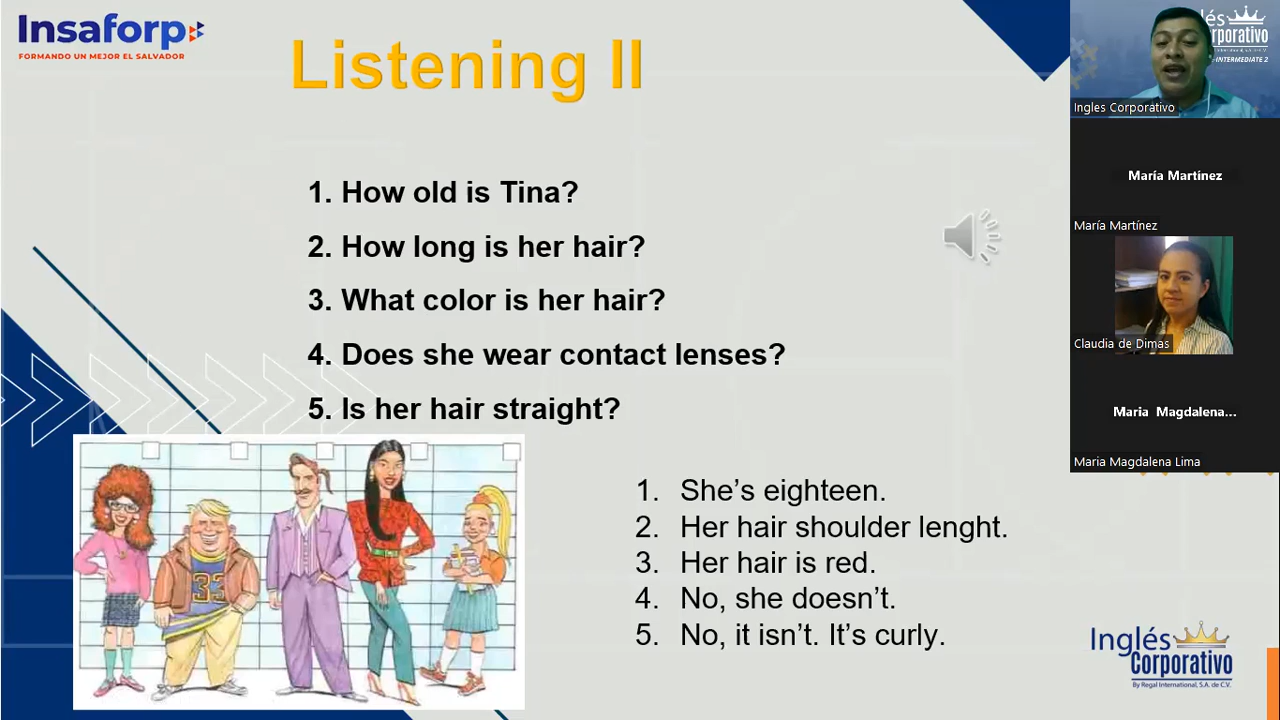 Insaforp
FORMANDO UN MEJOR EL SALVADOR
Listening II
1. How old is Tina?
2. How long is her hair?
3. What color is her hair?
4. Does she wear contact lenses?
5. Is her hair straight?
33
1. She's eighteen.
2. Her hair shoulder lenght.
3. Her hair is red.
4. No, she doesn't.
5. No, it isn't. It's curly.
Inglés
Corporativo
By Regal International, S.A. de C.V.
INTERMEDIATE 2
Ingles Corporativo
María Martínez
María Martínez
Claudia de Dimas
Maria Magdalena...
Maria Magdalena Lima